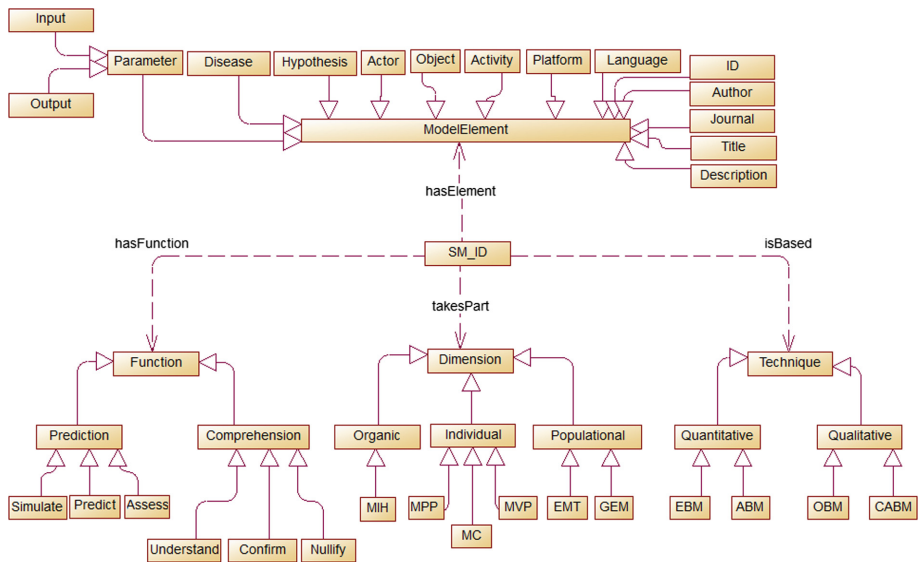 Input
Output
Parameter
Disease
Hypothesis
Actor
Object
Activity
Platform
Language
ID
Author
Journal
Title
Description
ModelElement
hasElement
hasFunction
SM_ID
isBased
takesPart
Function
Dimension
Technique
Prediction
Comprehension
Organic
Individual
Populational
Quantitative
Qualitative
Simulate
Predict
Assess
Understand
Confirm
Nullify
MIH
MPP
MC
MVP
EMT
GEM
EBM
ABM
OBM
CABM